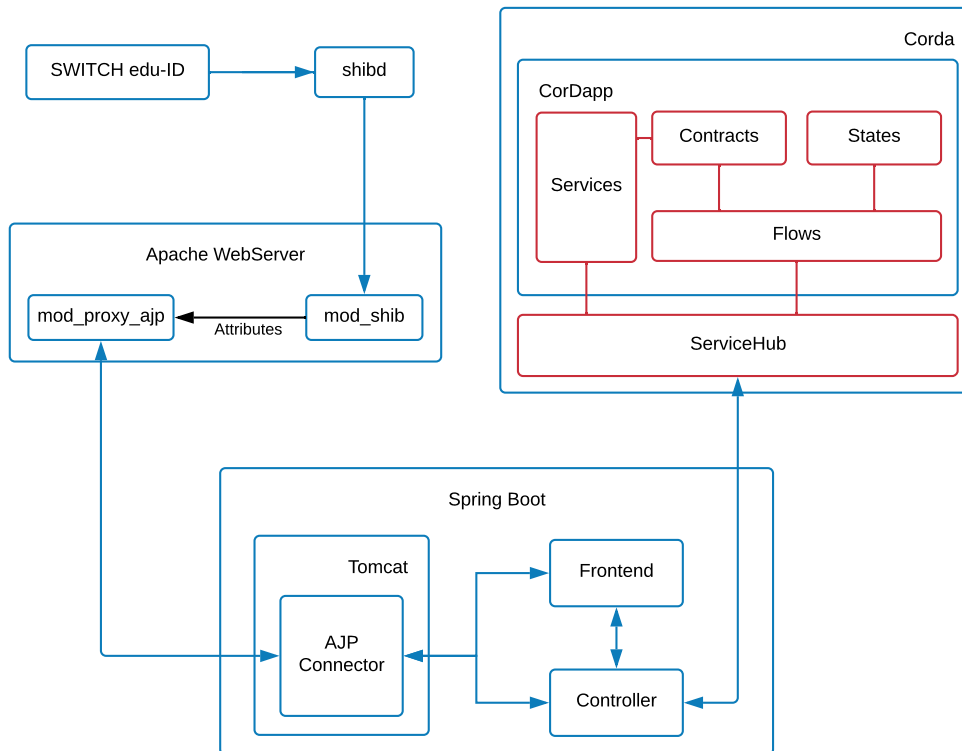 SWITCH edu-ID
shibd
Corda
CorDapp
Services
Contracts
States
Flows
ServiceHub
Apache WebServer
mod_proxy_ajp
Attributes
mod_shib
Spring Boot
Tomcat
AJP
Connector
Frontend
Controller